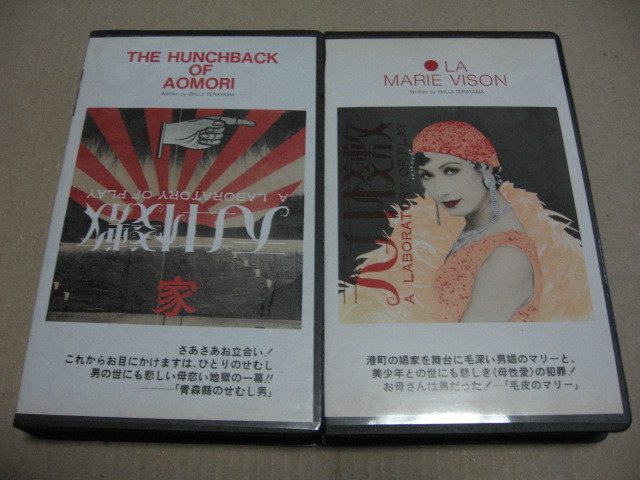 THE HUNCHBACK
OF
AOMORI
Written by SHUJI TERAYAMA
A LABORATORY OF PLAY
天井棧敷
家
さあさあお立合い!
これからお目にかけますは、ひとりのせむし
男の世にも悲しい母恋い地獄の一幕!!
———「青森縣のせむし男」
LA
MARIE VISON
Written by SHUJI TERAYAMA
天井棧敷
A LABORATORY OF PLAY
港町の娼家を舞台に毛深い男娼のマリーと、
美少年との世にも悲しき〈母性愛〉の犯罪!
お母さんは男だった!—「毛皮のマリー」